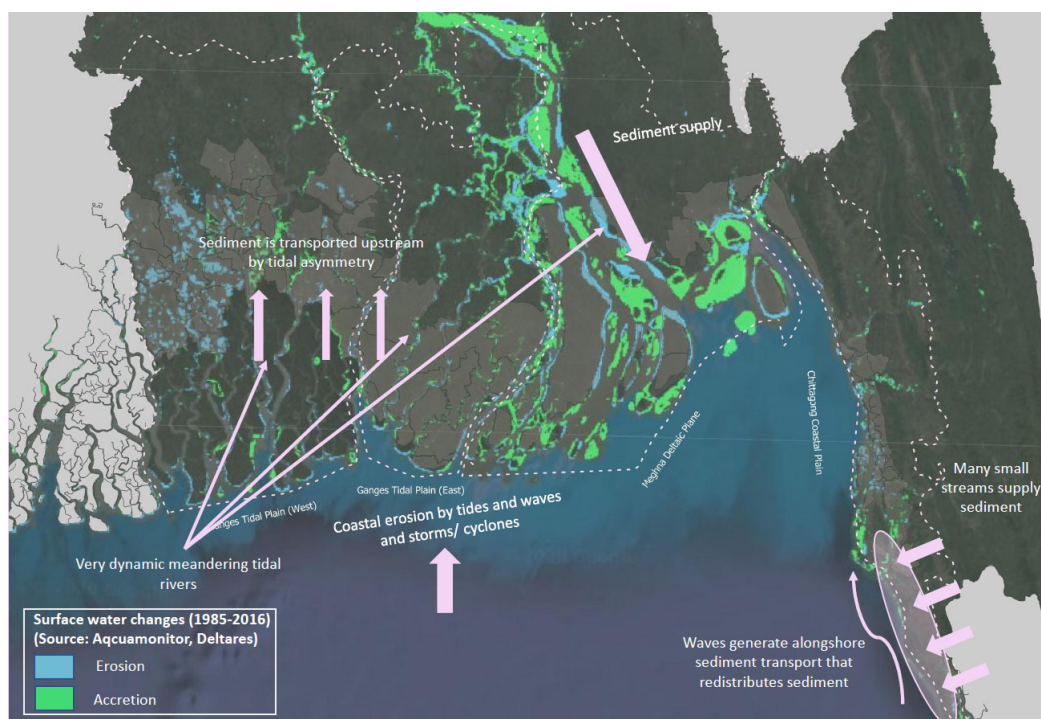 Sediment supply
Sediment is transported upstream
by tidal asymmetry
Chittagong Coastal Plain
Meghna Deltaic Plane
Many small
streams supply
sediment
Ganges Tidal Plain (East)
Ganges Tidal Plain (West)
Coastal erosion by tides and waves
and storms/ cyclones
Very dynamic meandering tidal
rivers
Surface water changes (1985-2016)
(Source: Aqcuamonitor, Deltares)
Erosion
Accretion
Waves generate alongshore
sediment transport that
redistributes sediment